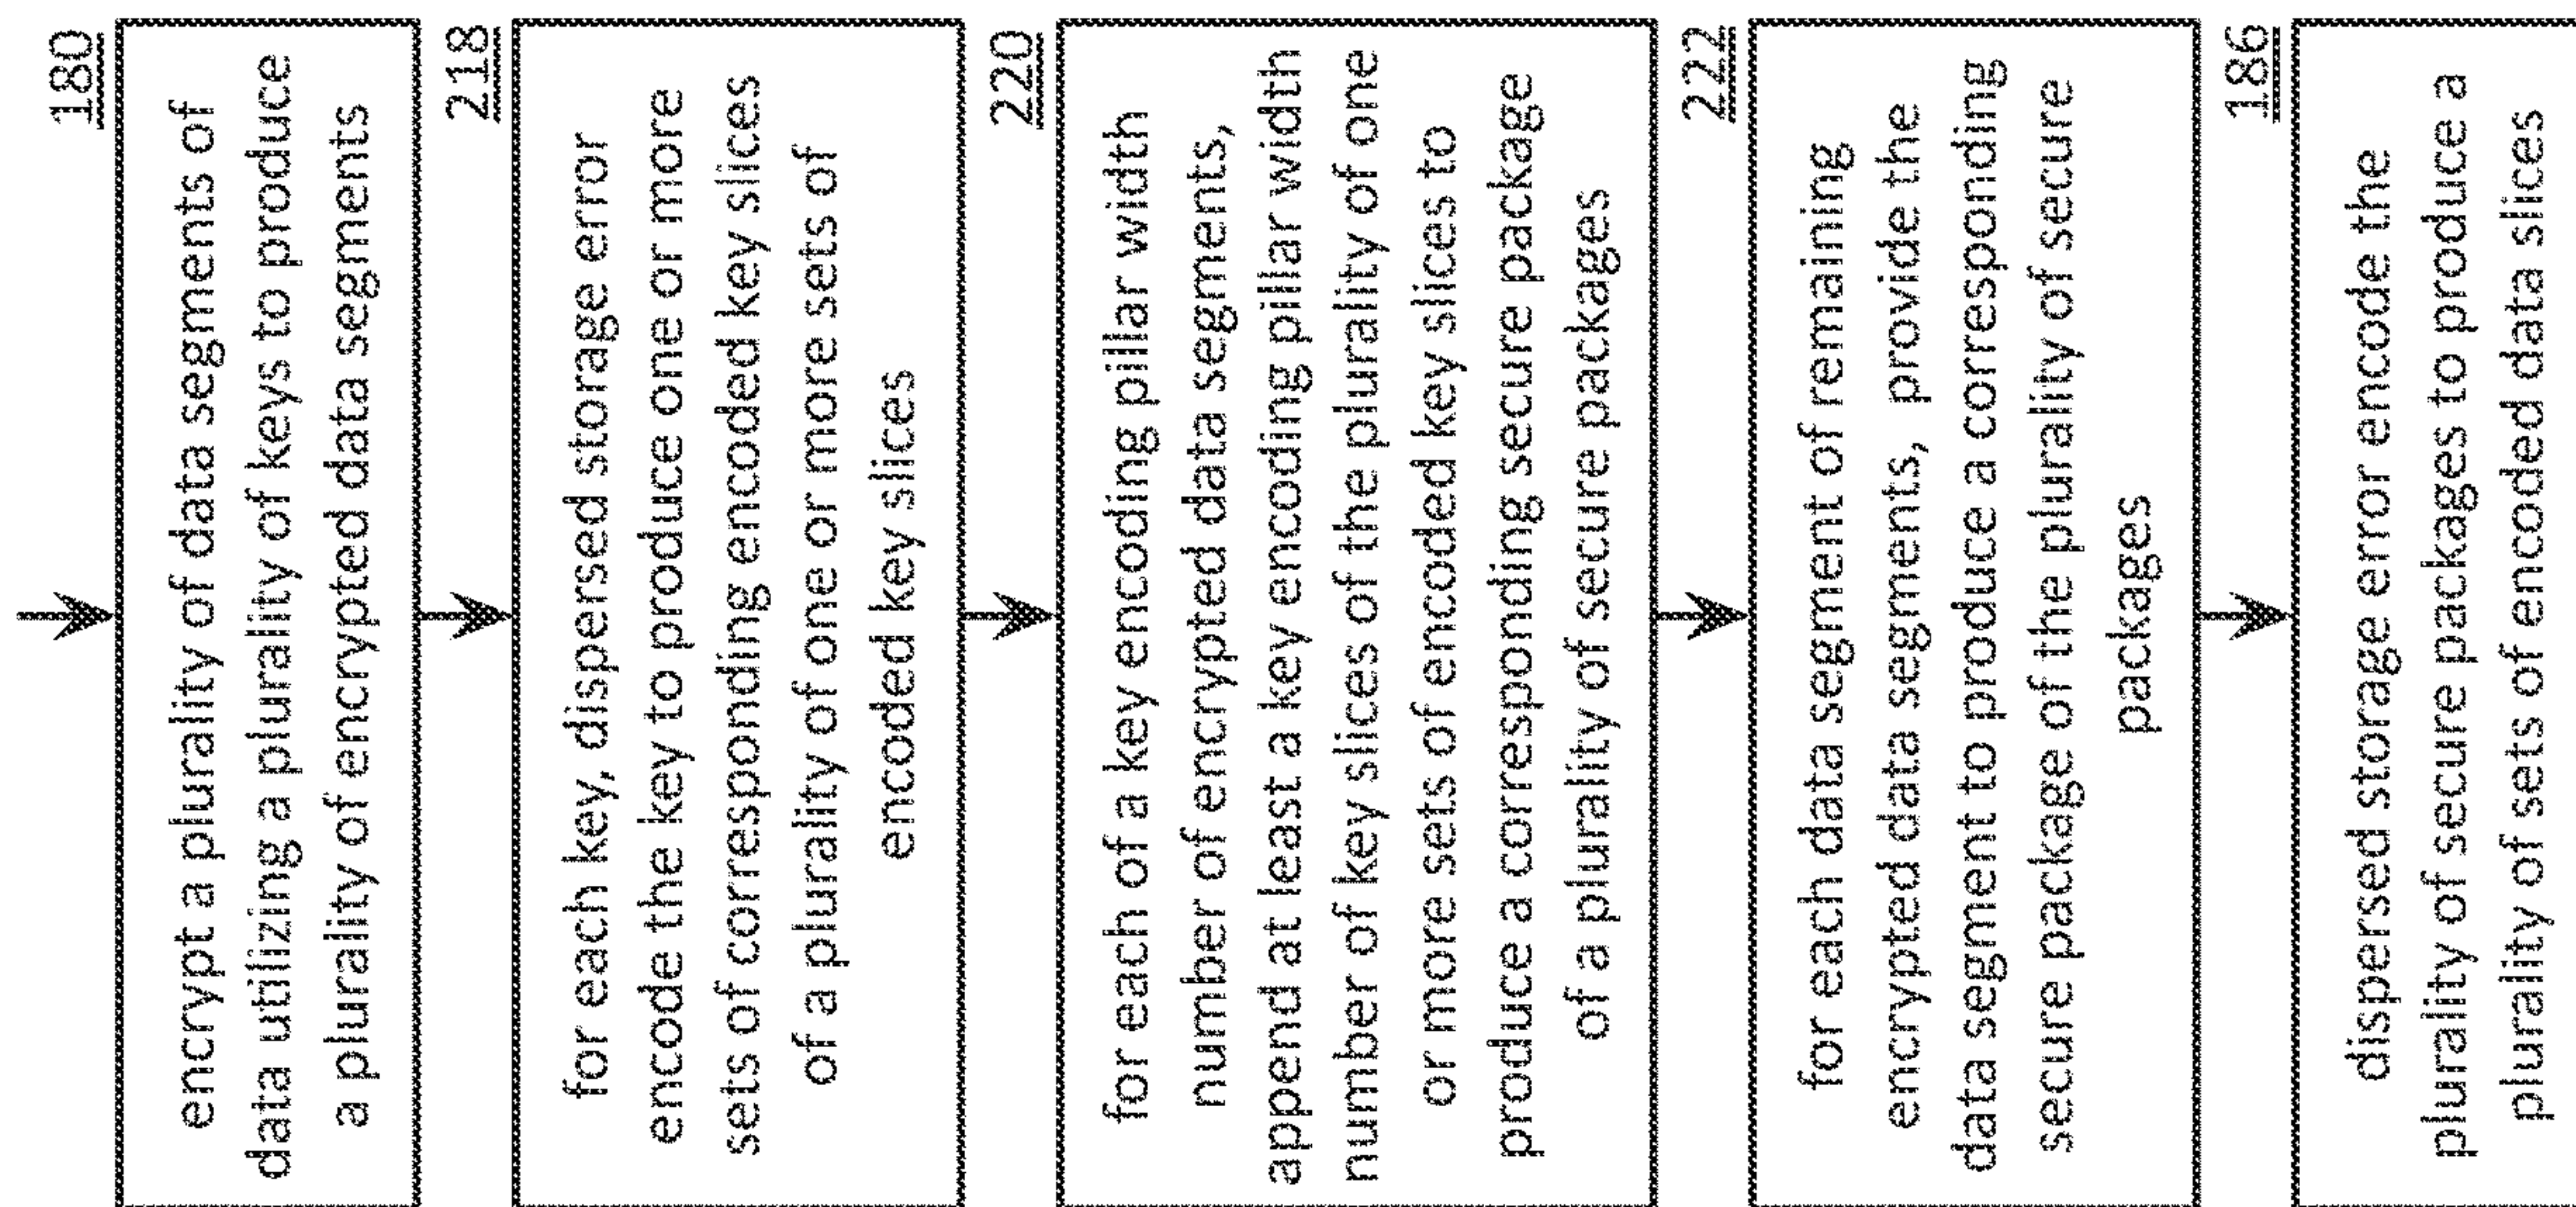 180
encrypt a plurality of data segments of
data utilizing a plurality of keys to produce
a plurality of encrypted data segments
218
for each key, dispersed storage error
encode the key to produce one or more
sets of corresponding encoded key slices
of a plurality of one or more sets of
encoded key slices
220
for each of a key encoding pillar width
number of encrypted data segments,
append at least a key encoding pillar width
number of key slices of the plurality of one
or more sets of encoded key slices to
produce a corresponding secure package
of a plurality of secure packages
222
for each data segment of remaining
encrypted data segments, provide the
data segment to produce a corresponding
secure package of the plurality of secure
packages
186
dispersed storage error encode the
plurality of secure packages to produce a
plurality of sets of encoded data slices